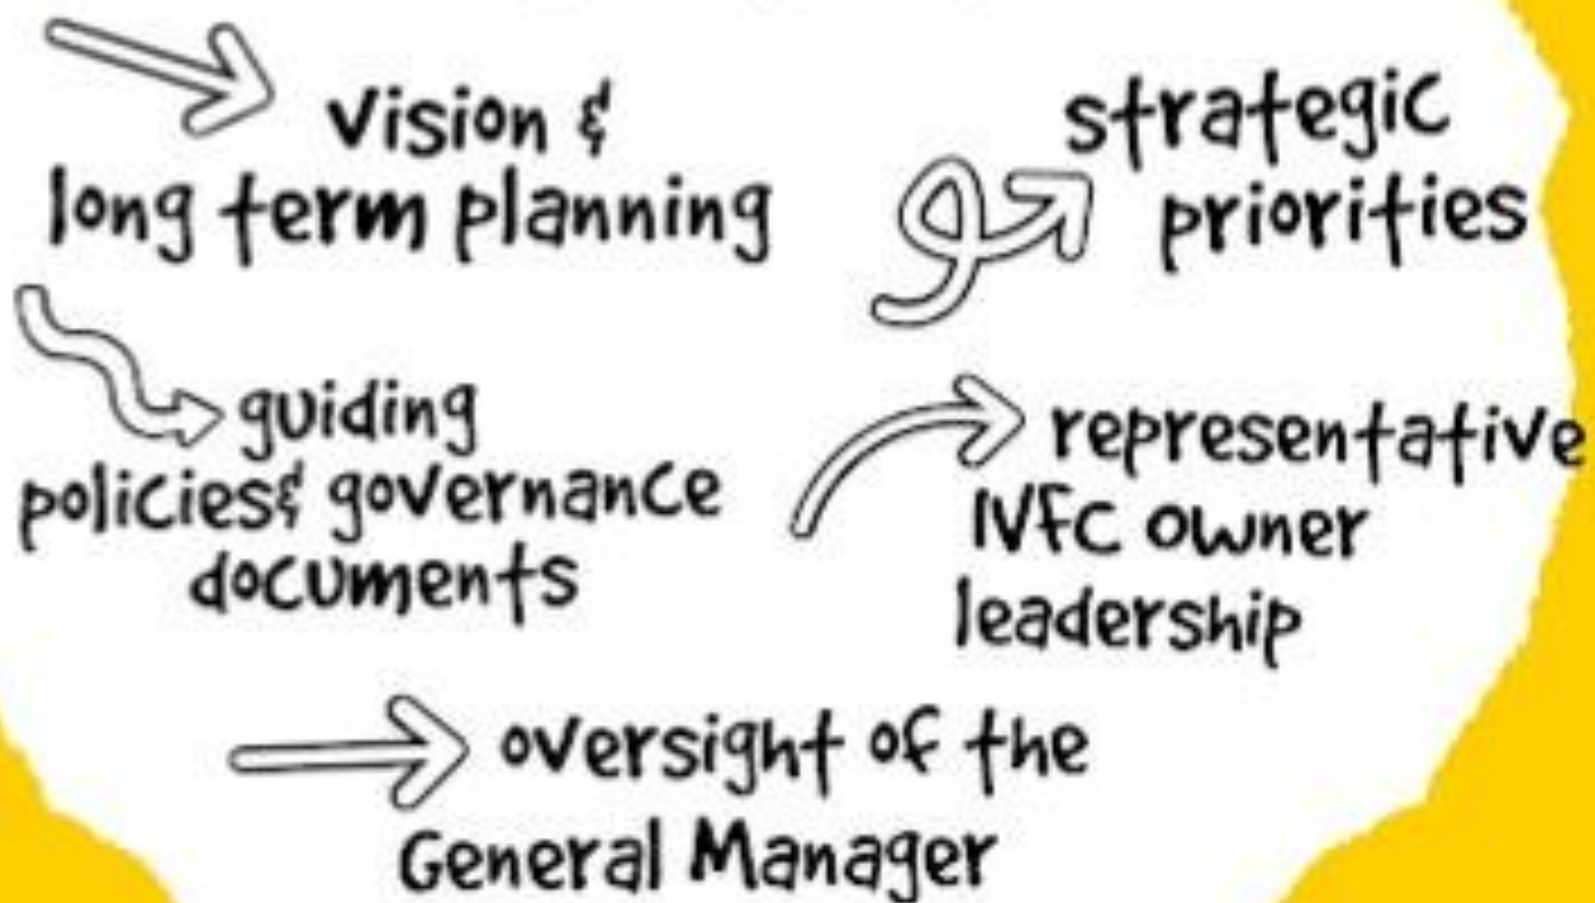 vision &
long term planning
strategic
priorities
guiding
policies& governance
documents
representative
IVFC owner
leadership
oversight of the
General Manager